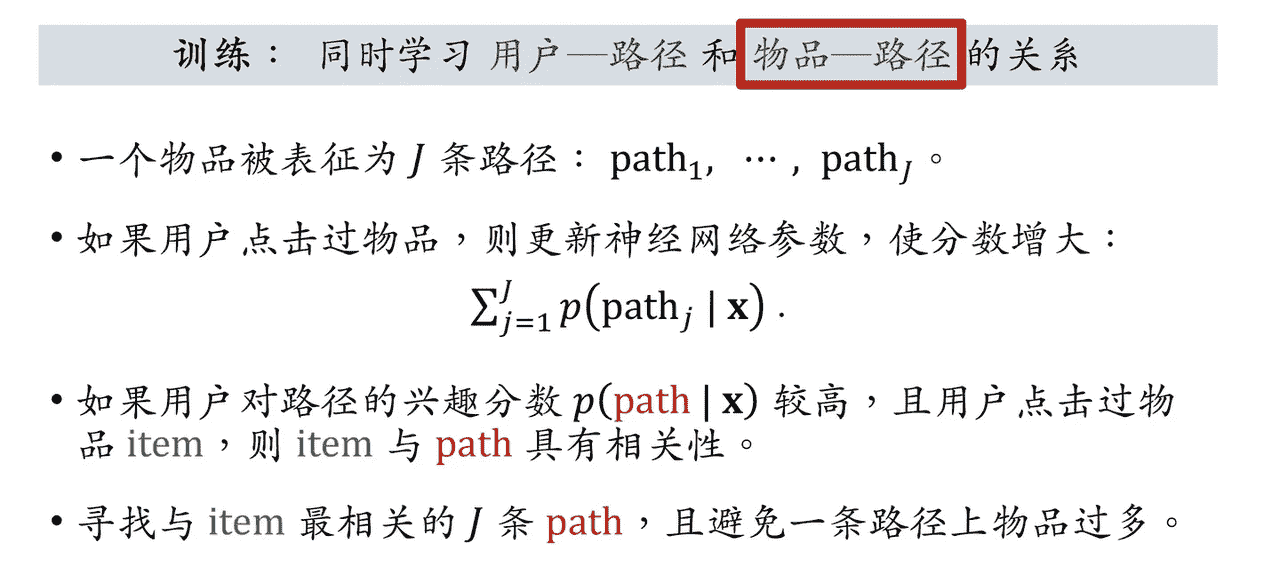 训练： 同时学习 用户—路径 和 物品—路径 的关系
• 一个物品被表征为 J 条路径： path₁, ⋯ , path_J 。
• 如果用户点击过物品，则更新神经网络参数，使分数增大：
∑_{j=1}^{J} p(path_j | x) .
• 如果用户对路径的兴趣分数 p(path | x) 较高，且用户点击过物
品 item，则 item 与 path 具有相关性。
• 寻找与 item 最相关的 J 条 path，且避免一条路径上物品过多。